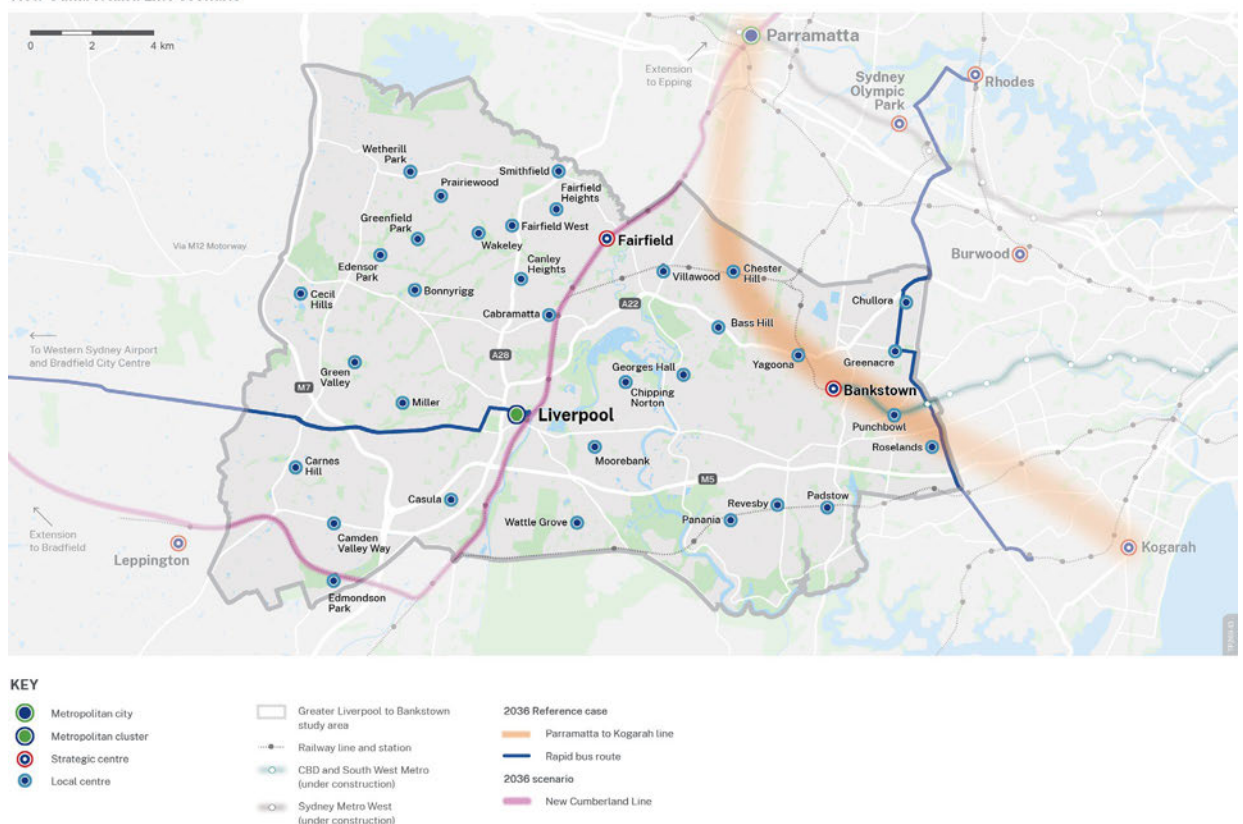 0 2 4 km
Parramatta
Extension
to Epping
Sydney
Olympic
Park
Rhodes
Wetherill
Park
Smithfield
Prairiewood
Fairfield
Heights
Greenfield
Park
Fairfield West
Wakeley
Fairfield
Via M12 Motorway
Edensor
Park
Canley
Heights
Burwood
Villawood
Chester
Hill
Cecil
Hills
Bonnyrigg
Chullora
A22
Cabramatta
Bass Hill
To Western Sydney Airport
and Bradfield City Centre
A28
Green
Valley
Georges Hall
Yagoona
Greenacre
M7
Chipping
Norton
Bankstown
Miller
Liverpool
Punchbowl
Moorebank
Roselands
Carnes
Hill
M5
Casula
Revesby
Padstow
Wattle Grove
Panania
Extension
to Bradfield
Camden
Valley Way
Leppington
Kogarah
Edmondson
Park
KEY
Metropolitan city
Metropolitan cluster
Strategic centre
Local centre
Greater Liverpool to Bankstown
study area
Railway line and station
CBD and South West Metro
(under construction)
Sydney Metro West
(under construction)
2036 Reference case
Parramatta to Kogarah line
Rapid bus route
2036 scenario
New Cumberland Line